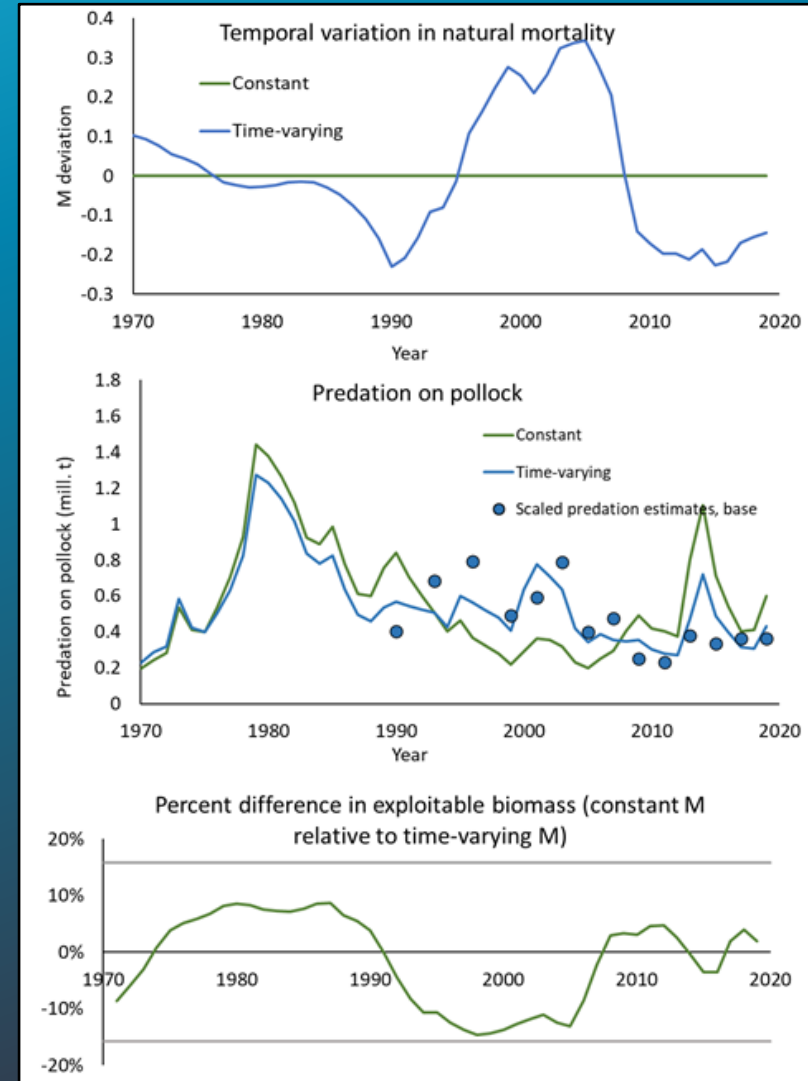 Temporal variation in natural mortality
0.4
0.3
0.2
0.1
0
-0.1
-0.2
-0.3
M deviation
Constant
Time-varying
1970 1980 1990 2000 2010 2020
Year
Predation on pollock
1.8
1.6
1.4
1.2
1
0.8
0.6
0.4
0.2
0
Predation on pollock (mill. t)
Constant
Time-varying
Scaled predation estimates, base
1970 1980 1990 2000 2010 2020
Year
Percent difference in exploitable biomass (constant M
relative to time-varying M)
20%
10%
0%
-10%
-20%
1970 1980 1990 2000 2010 2020